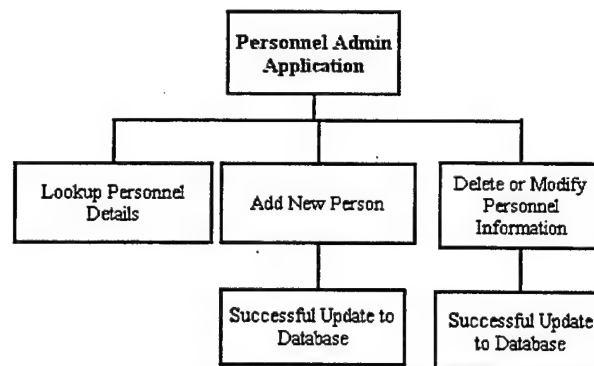 Personnel Admin
Application
Lookup Personnel
Details
Add New Person
Delete or Modify
Personnel
Information
Successful Update to
Database
Successful Update
to Database